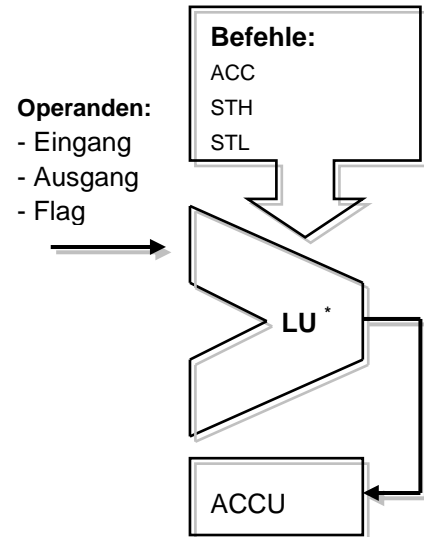 Befehle:
ACC
STH
STL
Operanden:
- Eingang
- Ausgang
- Flag
LU *
ACCU